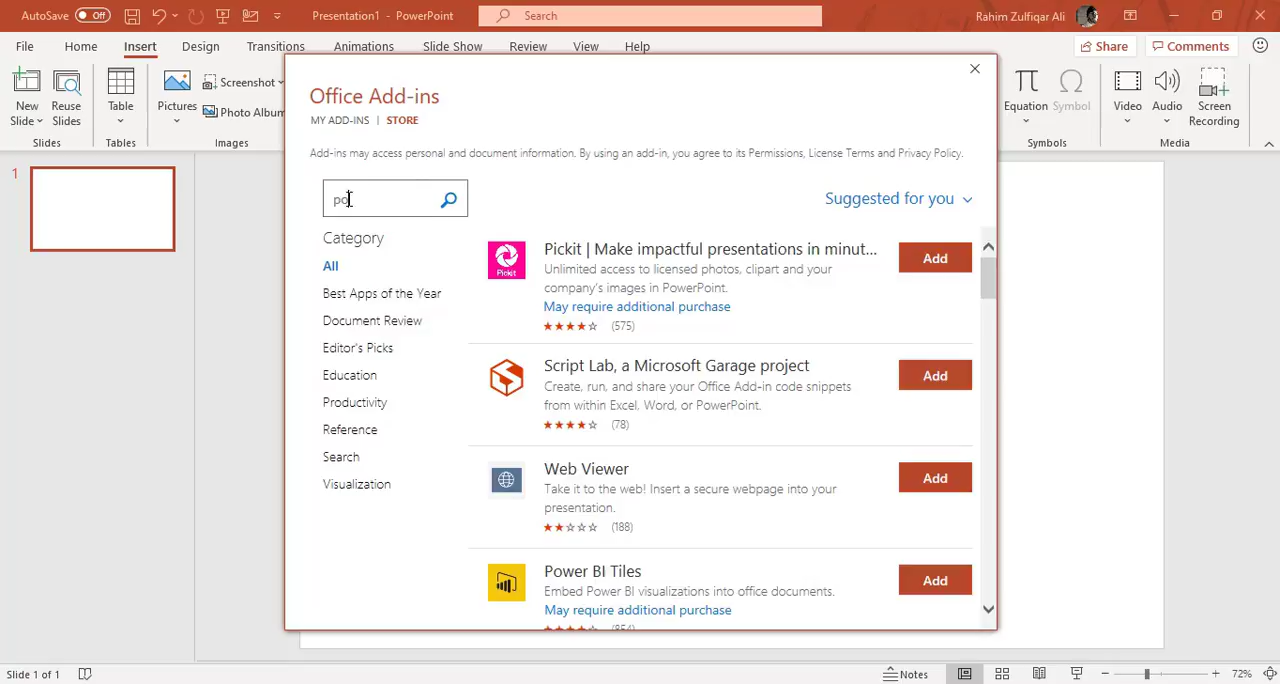 AutoSave Off
Presentation1 - PowerPoint
Search
Rahim Zulfiqar Ali
File Home Insert Design Transitions Animations Slide Show Review View Help
Share Comments
New Slide
Reuse Slides
Table
Pictures
Screenshot
Photo Album
Equation
Symbol
Video
Audio
Screen Recording
Slides Tables Images Symbols Media
1
Office Add-ins
MY ADD-INS | STORE
Add-ins may access personal and document information. By using an add-in, you agree to its Permissions, License Terms and Privacy Policy.
po
Suggested for you
Category
All
Best Apps of the Year
Document Review
Editor's Picks
Education
Productivity
Reference
Search
Visualization
Pickit | Make impactful presentations in minut...
Unlimited access to licensed photos, clipart and your
company's images in PowerPoint.
May require additional purchase
(575)
Add
Pickit
Script Lab, a Microsoft Garage project
Create, run, and share your Office Add-in code snippets
from within Excel, Word, or PowerPoint.
(78)
Add
Web Viewer
Take it to the web! Insert a secure webpage into your
presentation.
(188)
Add
Power BI Tiles
Embed Power BI visualizations into office documents.
May require additional purchase
(854)
Add
Slide 1 of 1
Notes
72%